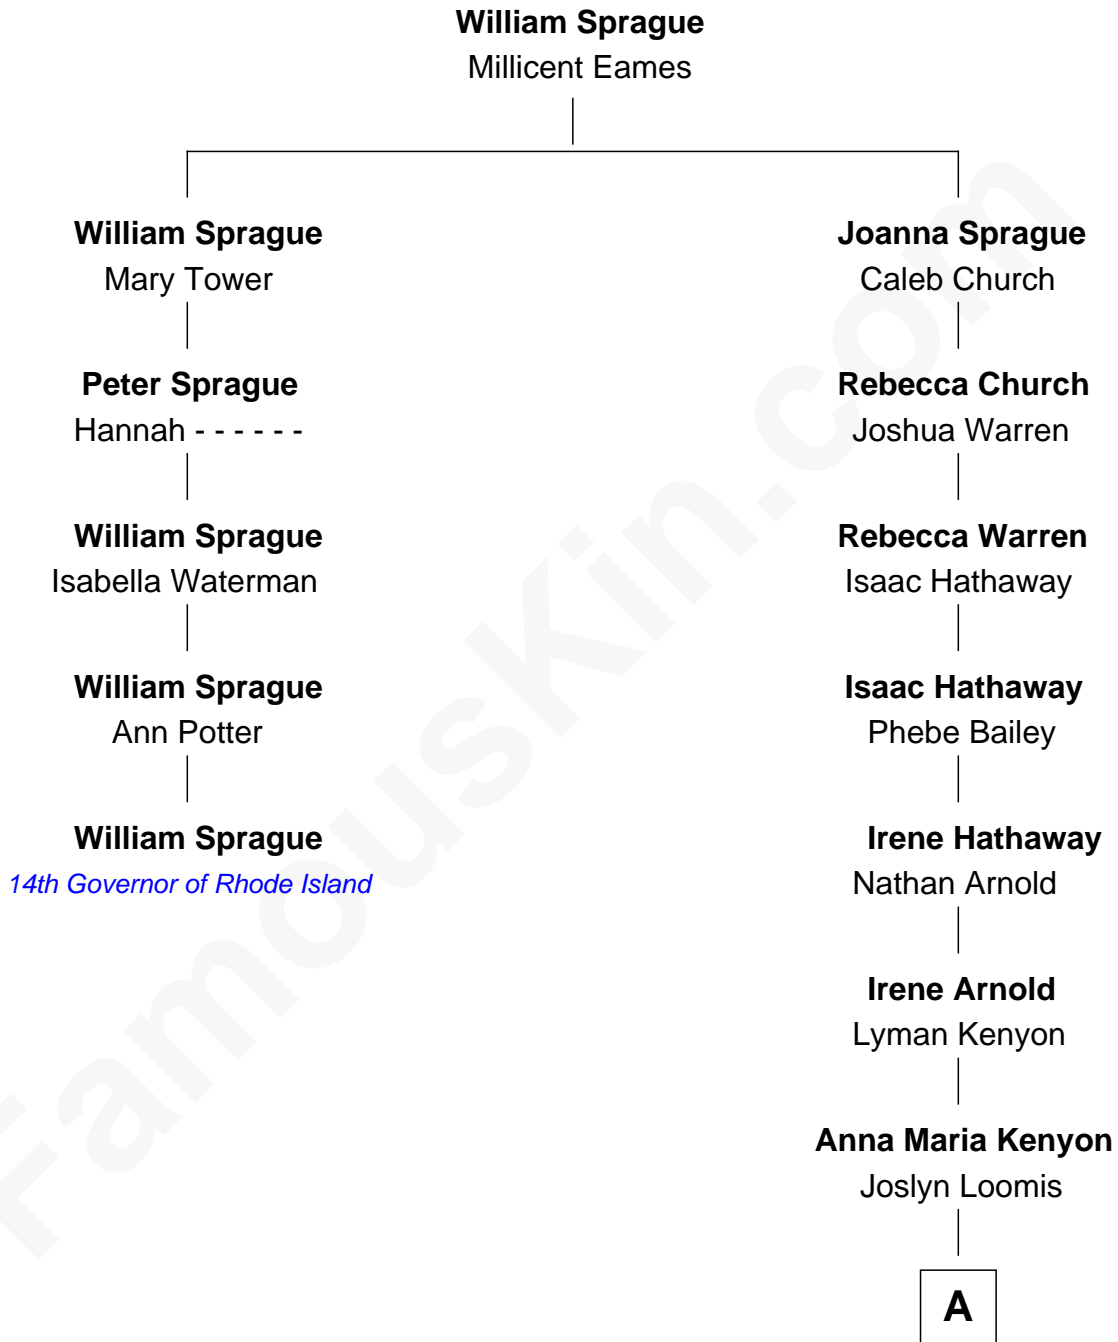 William Sprague
Millicent Eames
William Sprague
Mary Tower
Joanna Sprague
Caleb Church
Peter Sprague
Hannah - - - - - -
Rebecca Church
Joshua Warren
William Sprague
Isabella Waterman
Rebecca Warren
Isaac Hathaway
William Sprague
Ann Potter
Isaac Hathaway
Phebe Bailey
William Sprague
14th Governor of Rhode Island
Irene Hathaway
Nathan Arnold
Irene Arnold
Lyman Kenyon
Anna Maria Kenyon
Joslyn Loomis
A
FamousKin.com